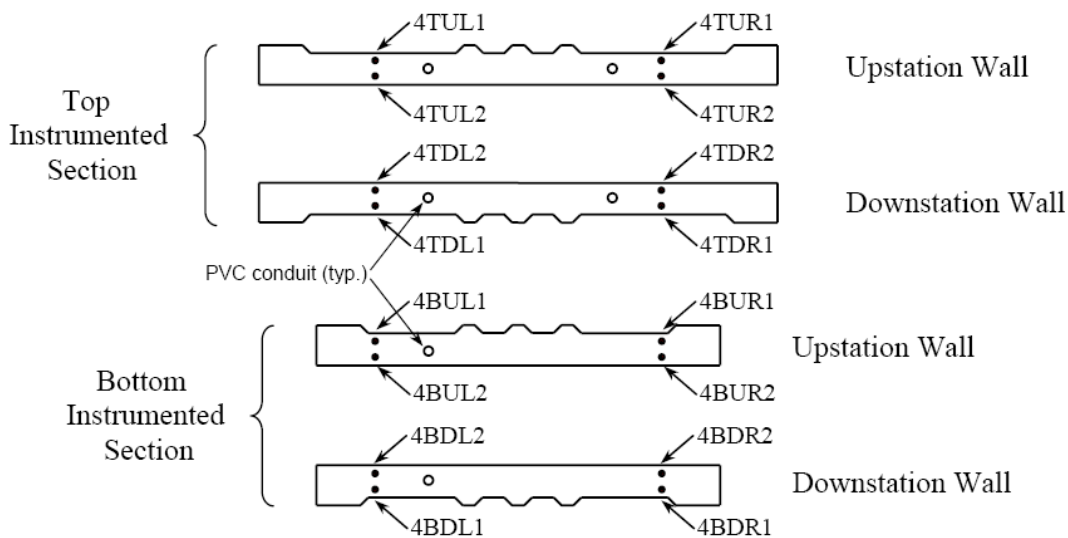 4TUL1
4TUR1
Upstation Wall
4TUL2
4TUR2
Top
Instrumented
Section
4TDL2
4TDR2
Downstation Wall
4TDL1
4TDR1
PVC conduit (typ.)
4BUL1
4BUR1
Upstation Wall
4BUL2
4BUR2
Bottom
Instrumented
Section
4BDL2
4BDR2
Downstation Wall
4BDL1
4BDR1